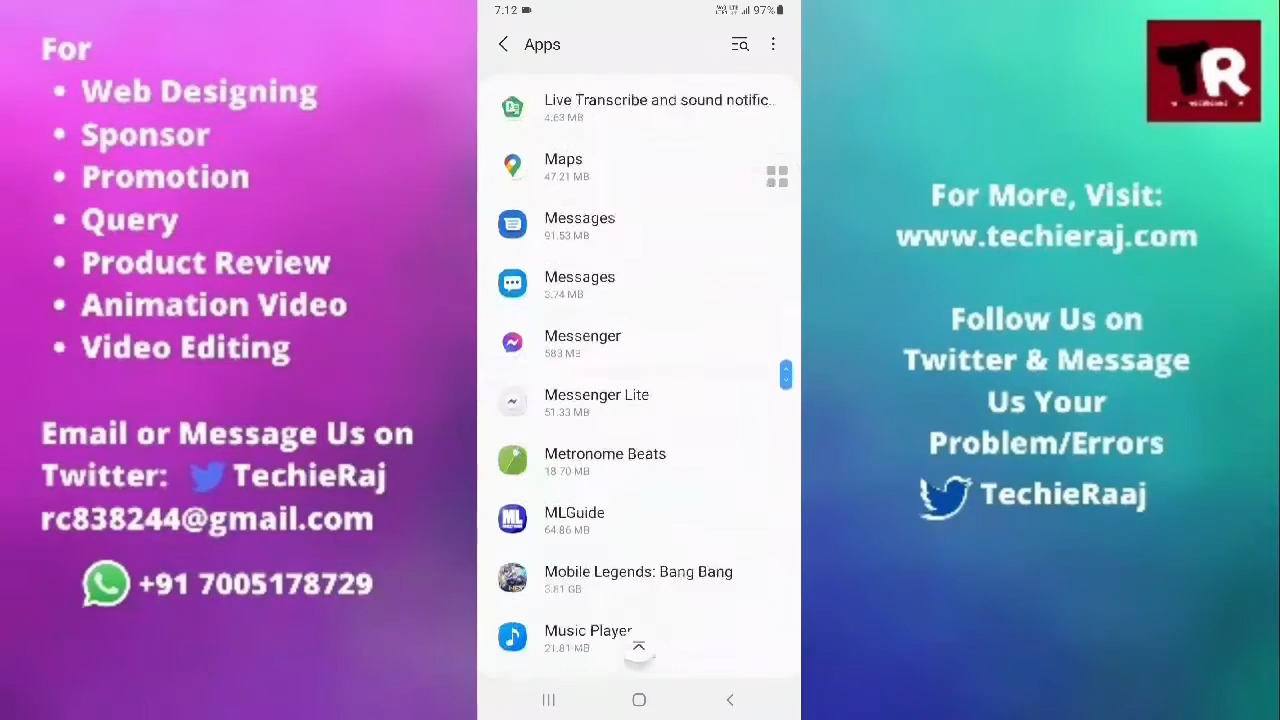 For
• Web Designing
• Sponsor
• Promotion
• Query
• Product Review
• Animation Video
• Video Editing
Email or Message Us on
Twitter: TechieRaj
rc838244@gmail.com
+91 7005178729
7:12
97%
Apps
Live Transcribe and sound notific..
4.63 MB
Maps
47.21 MB
Messages
91.53 MB
Messages
3.74 MB
Messenger
583 MB
Messenger Lite
51.33 MB
Metronome Beats
18.70 MB
ML
MLGuide
64.86 MB
Mobile Legends: Bang Bang
3.81 GB
Music Player
21.81 MB
TR
For More, Visit:
www.techieraj.com
Follow Us on
Twitter & Message
Us Your
Problem/Errors
TechieRaaj